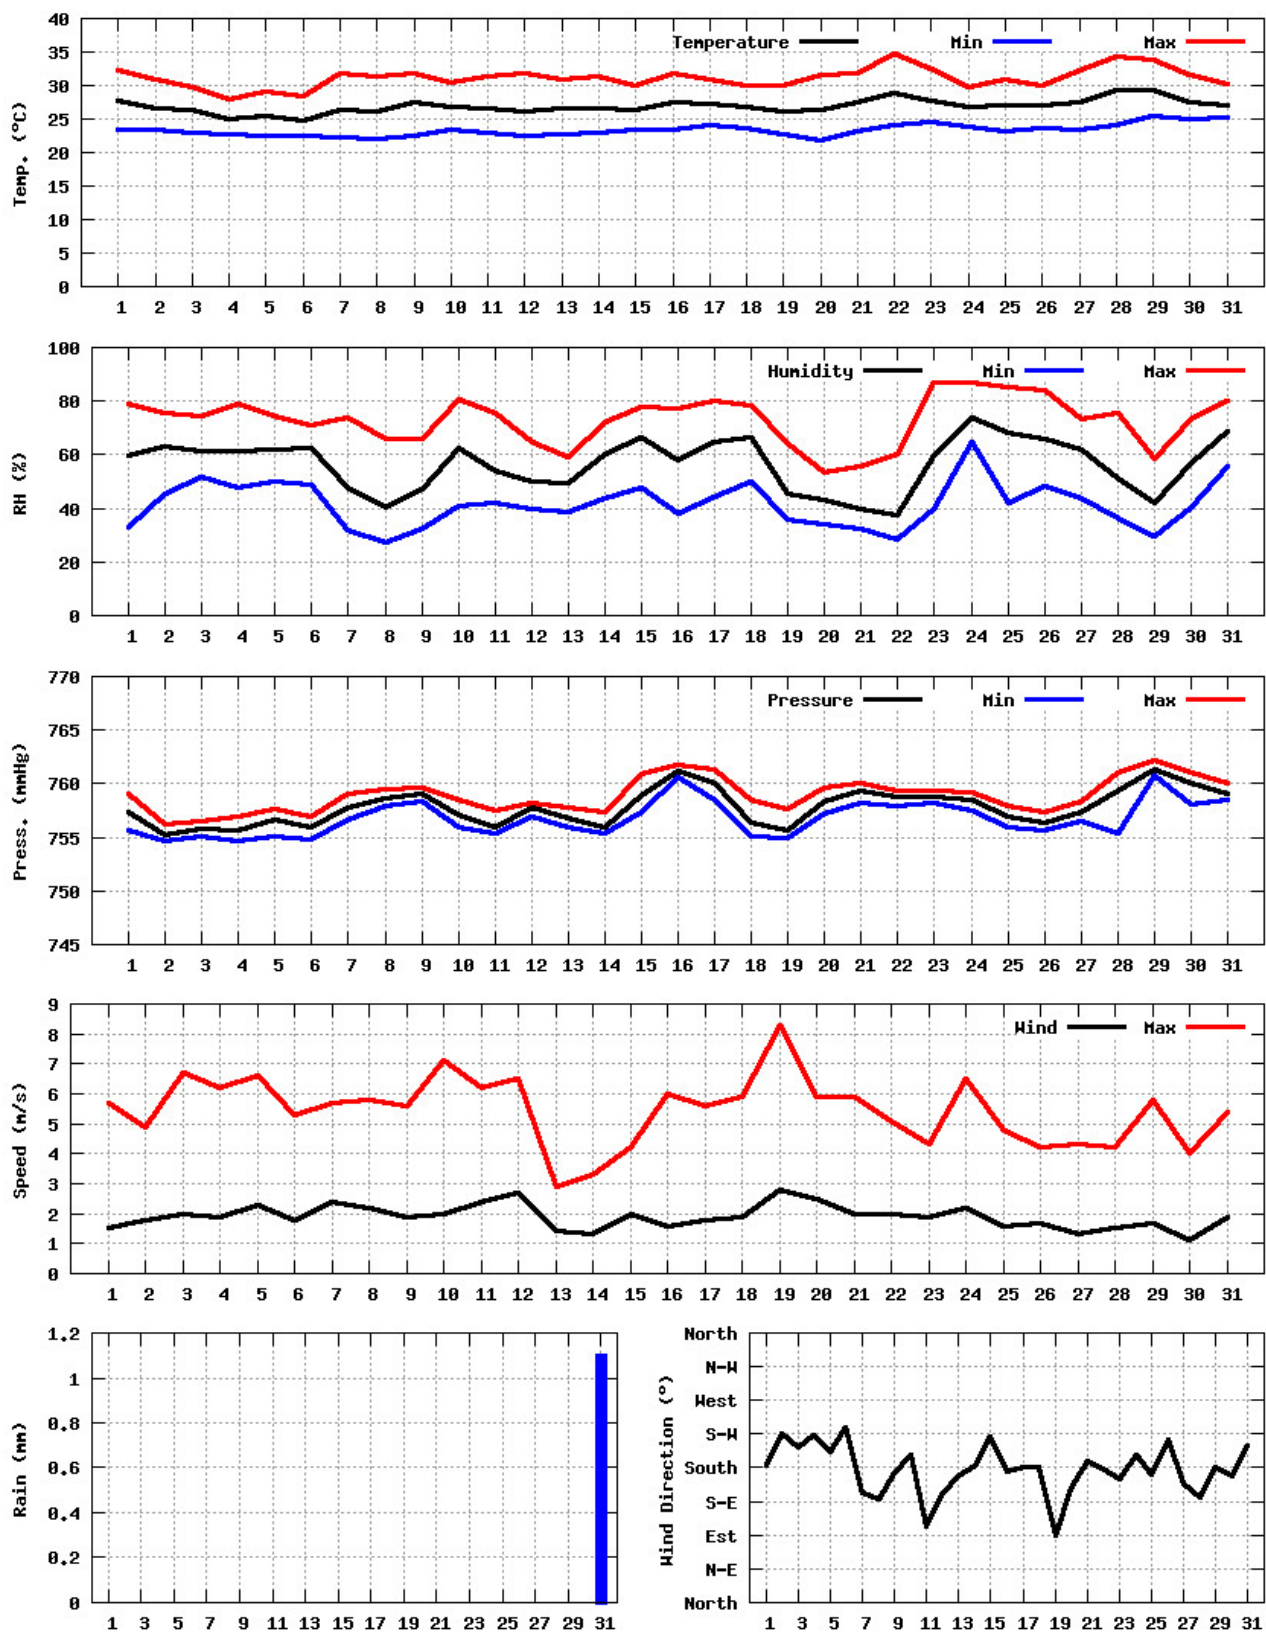 40
35
30
25
20
15
10
5
0
Temp. (°C)
Temperature Min Max
1 2 3 4 5 6 7 8 9 10 11 12 13 14 15 16 17 18 19 20 21 22 23 24 25 26 27 28 29 30 31
100
80
60
40
20
0
RH (%)
Humidity Min Max
1 2 3 4 5 6 7 8 9 10 11 12 13 14 15 16 17 18 19 20 21 22 23 24 25 26 27 28 29 30 31
770
765
760
755
750
745
Press. (mmHg)
Pressure Min Max
1 2 3 4 5 6 7 8 9 10 11 12 13 14 15 16 17 18 19 20 21 22 23 24 25 26 27 28 29 30 31
9
8
7
6
5
4
3
2
1
0
Speed (m/s)
Wind Max
1 2 3 4 5 6 7 8 9 10 11 12 13 14 15 16 17 18 19 20 21 22 23 24 25 26 27 28 29 30 31
1.2
1
0.8
0.6
0.4
0.2
0
Rain (mm)
1 3 5 7 9 11 13 15 17 19 21 23 25 27 29 31
North
N-W
West
S-W
South
S-E
Est
N-E
North
Wind Direction (°)
1 3 5 7 9 11 13 15 17 19 21 23 25 27 29 31